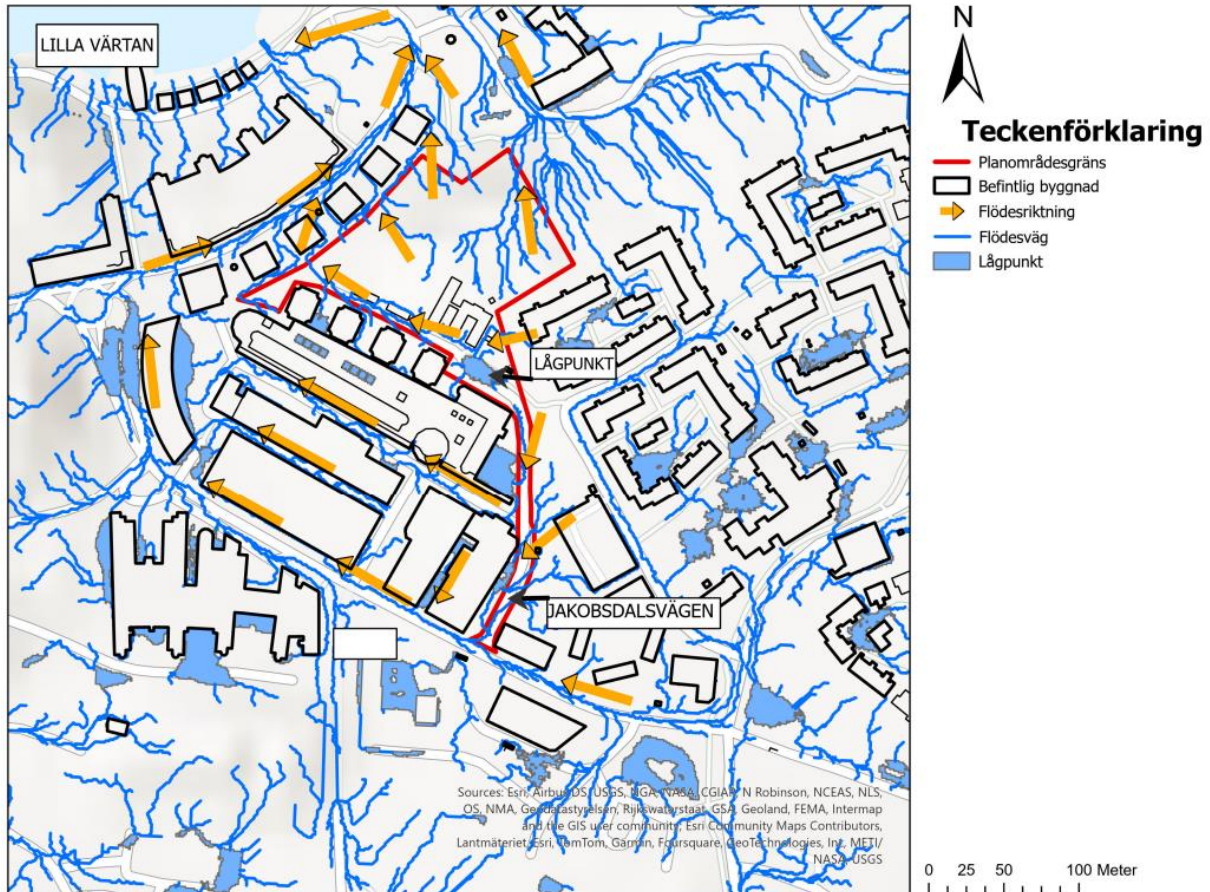 LILLA VÄRTAN
LÅGPUNKT
JAKOBSDALSVÄGEN
Sources: Esri, Airbus DS, USGS, NGA, NASA, CGIAR, N Robinson, NCEAS, NLS,
OS, NMA, Geodatastyrelsen, Rijkswaterstaat, GSA, Geoland, FEMA, Intermap
and the GIS user community, Esri Community Maps Contributors,
Lantmäteriet, Esri, TomTom, Garmin, Foursquare, GeoTechnologies, Inc, METI/
NASA, USGS
N
Teckenförklaring
Planområdesgräns
Befintlig byggnad
Flödesriktning
Flödesväg
Lågpunkt
0 25 50 100 Meter